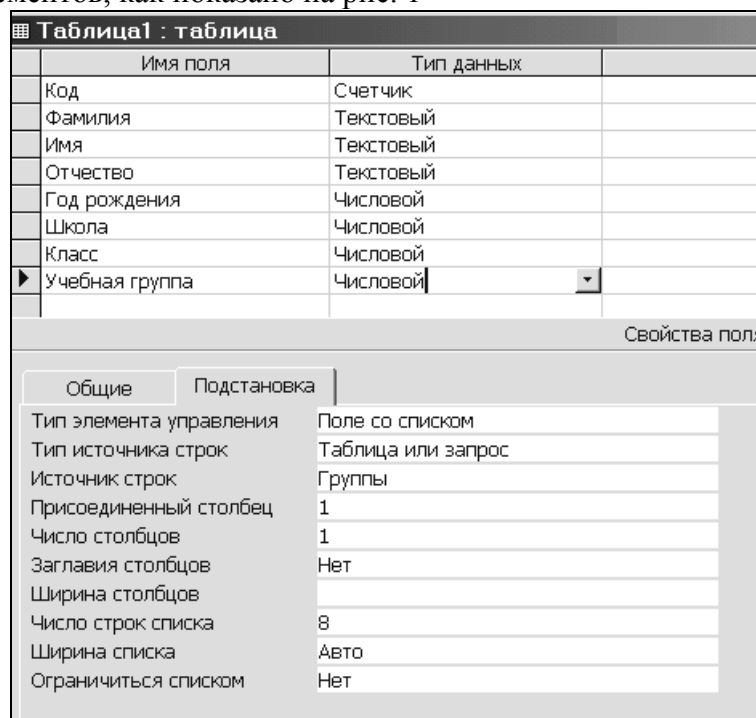 как показано на рис. 1
Таблица1 : таблица
Имя поля Тип данных
Код Счетчик
Фамилия Текстовый
Имя Текстовый
Отчество Текстовый
Год рождения Числовой
Школа Числовой
Класс Числовой
Учебная группа Числовой
Свойства пол
Общие Подстановка
Тип элемента управления Поле со списком
Тип источника строк Таблица или запрос
Источник строк Группы
Присоединенный столбец 1
Число столбцов 1
Заглавия столбцов Нет
Ширина столбцов
Число строк списка 8
Ширина списка Авто
Ограничиться списком Нет